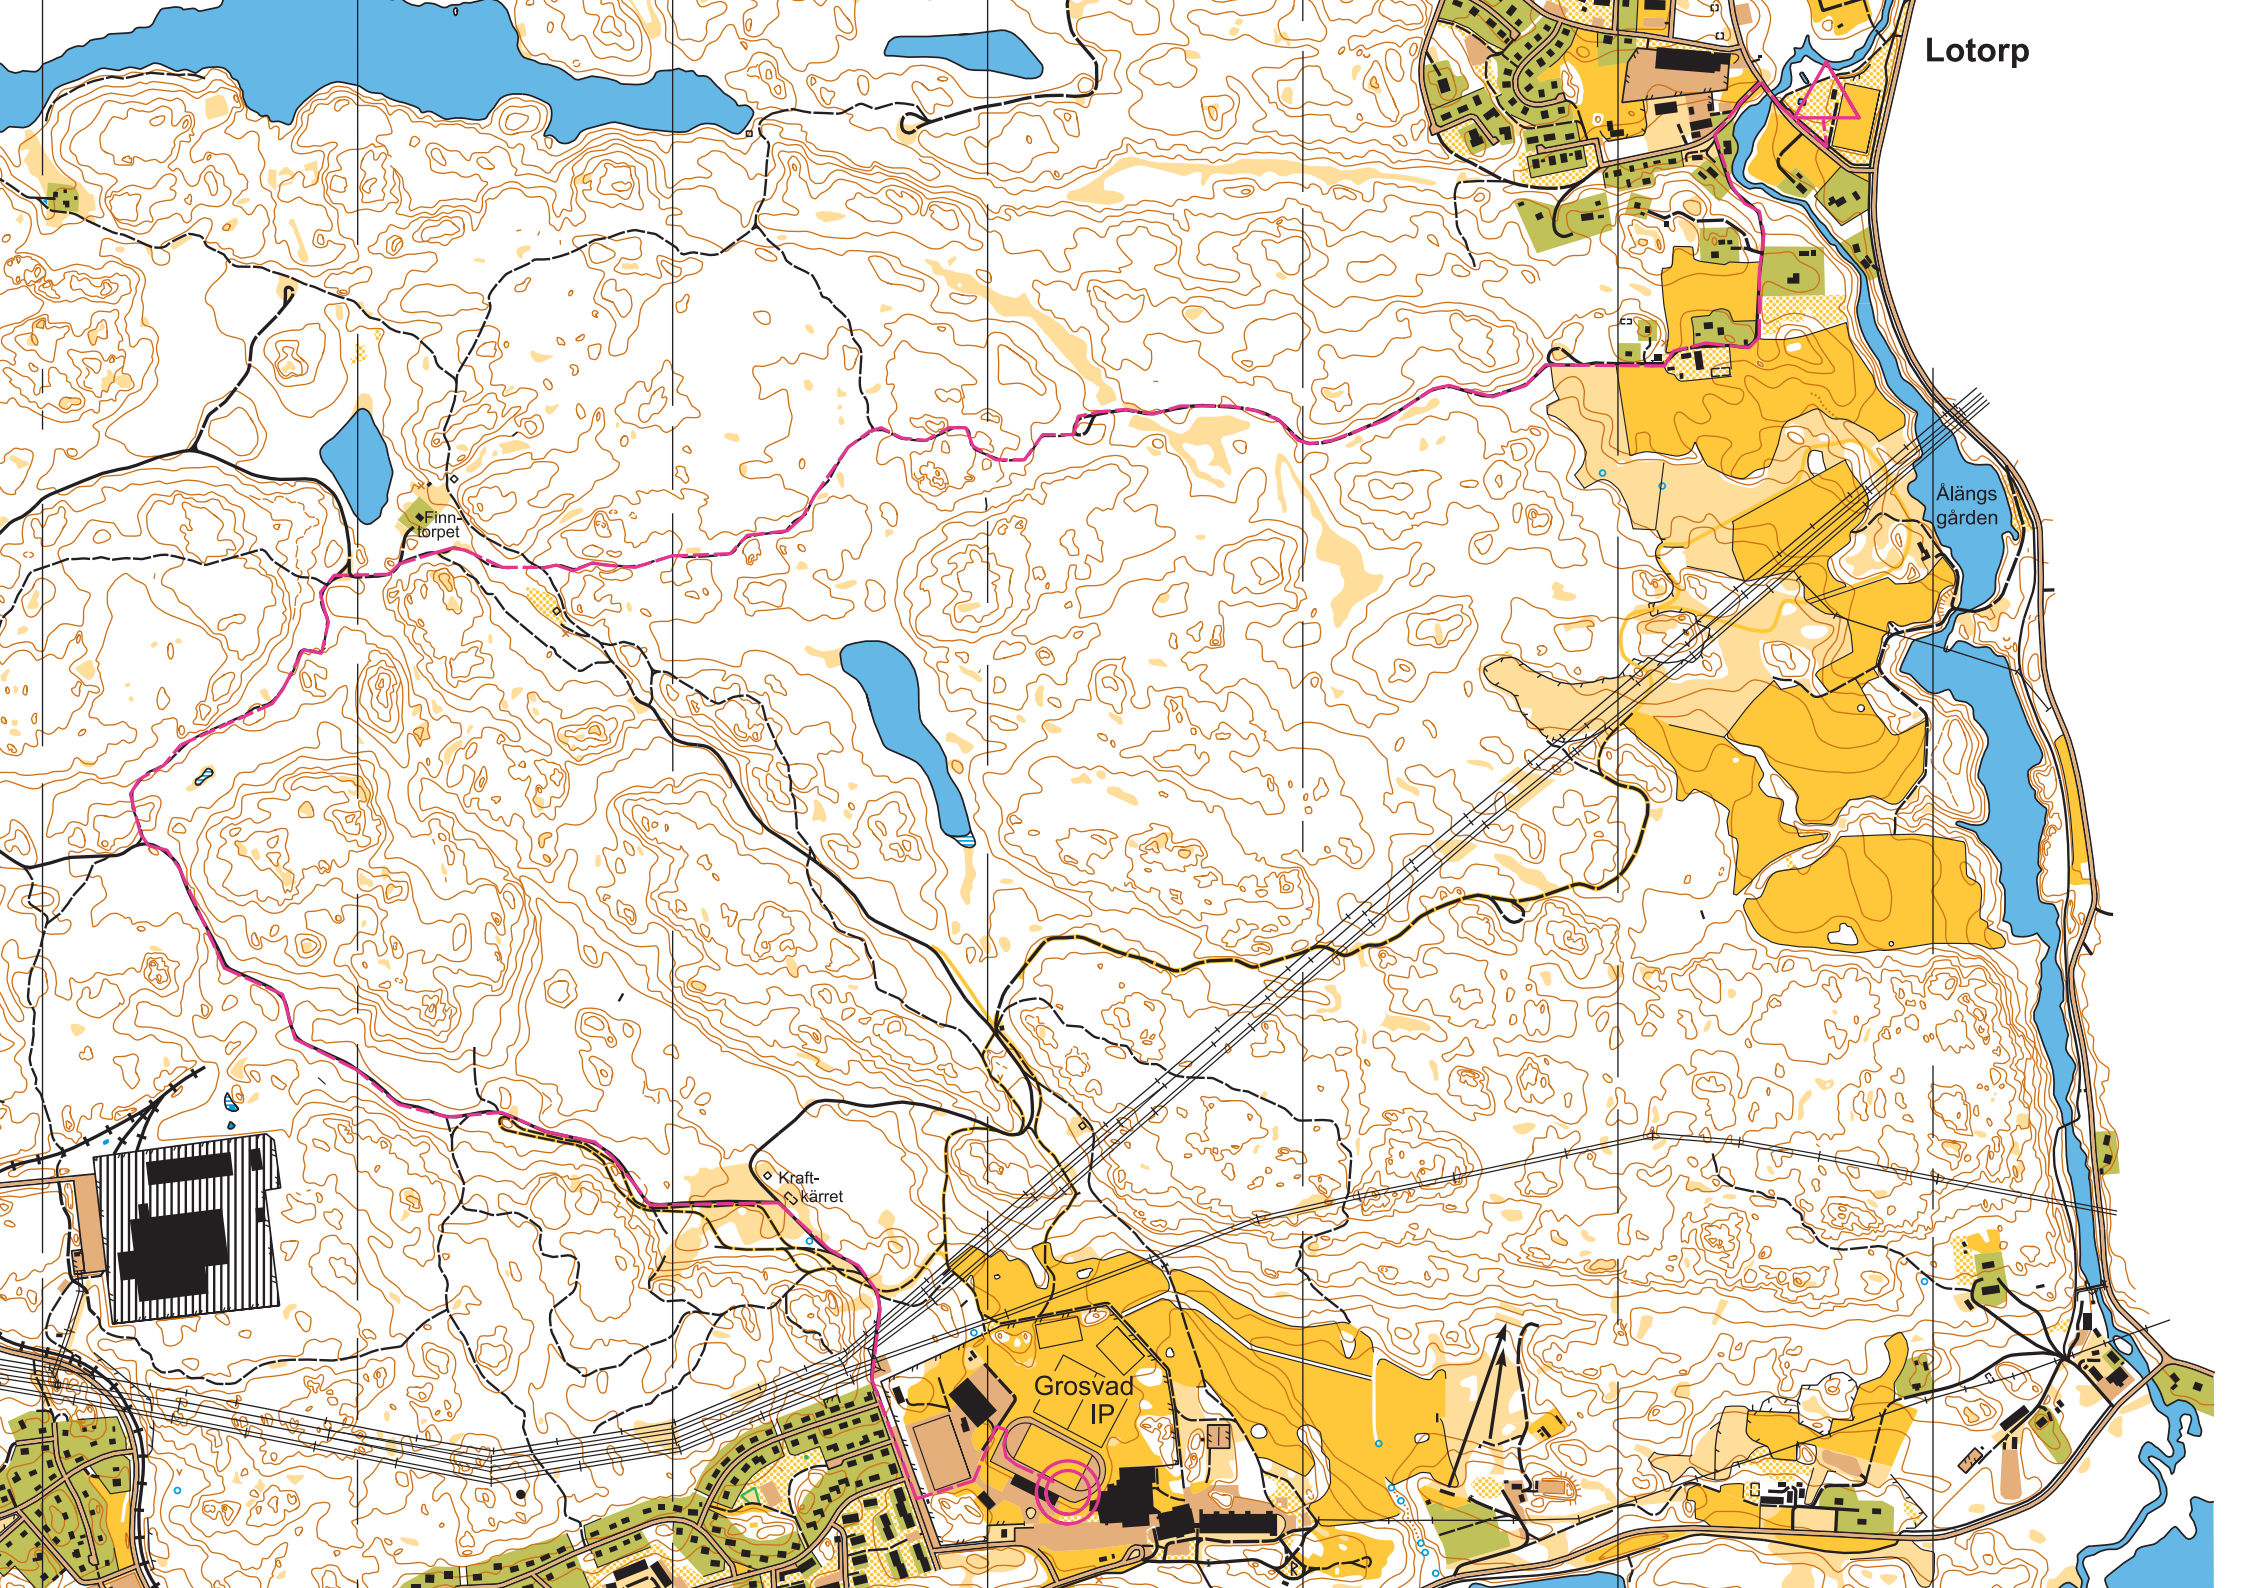 Lotorp
Ålängs
gården
Finn-
torpet
Kraft-
kärret
Grosvad
IP